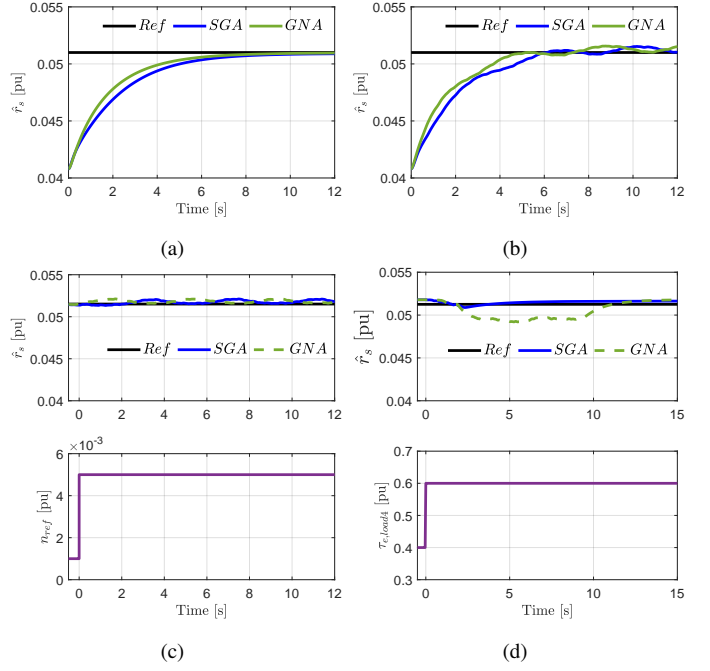 0.055
Ref SGA GNA
0.05
0.045
0.04
r̂s [pu]
0 2 4 6 8 10 12
Time [s]
(a)
0.055
Ref SGA GNA
0.05
0.045
0.04
r̂s [pu]
0 2 4 6 8 10 12
Time [s]
(b)
0.055
0.05
0.045
0.04
r̂s [pu]
Ref SGA GNA
0 2 4 6 8 10 12
×10⁻³
6
4
2
0
nref [pu]
0 2 4 6 8 10 12
Time [s]
(c)
0.055
0.05
0.045
0.04
r̂s [pu]
Ref SGA GNA
0 5 10 15
0.7
0.6
0.5
0.4
0.3
τe,load4 [pu]
0 5 10 15
Time [s]
(d)